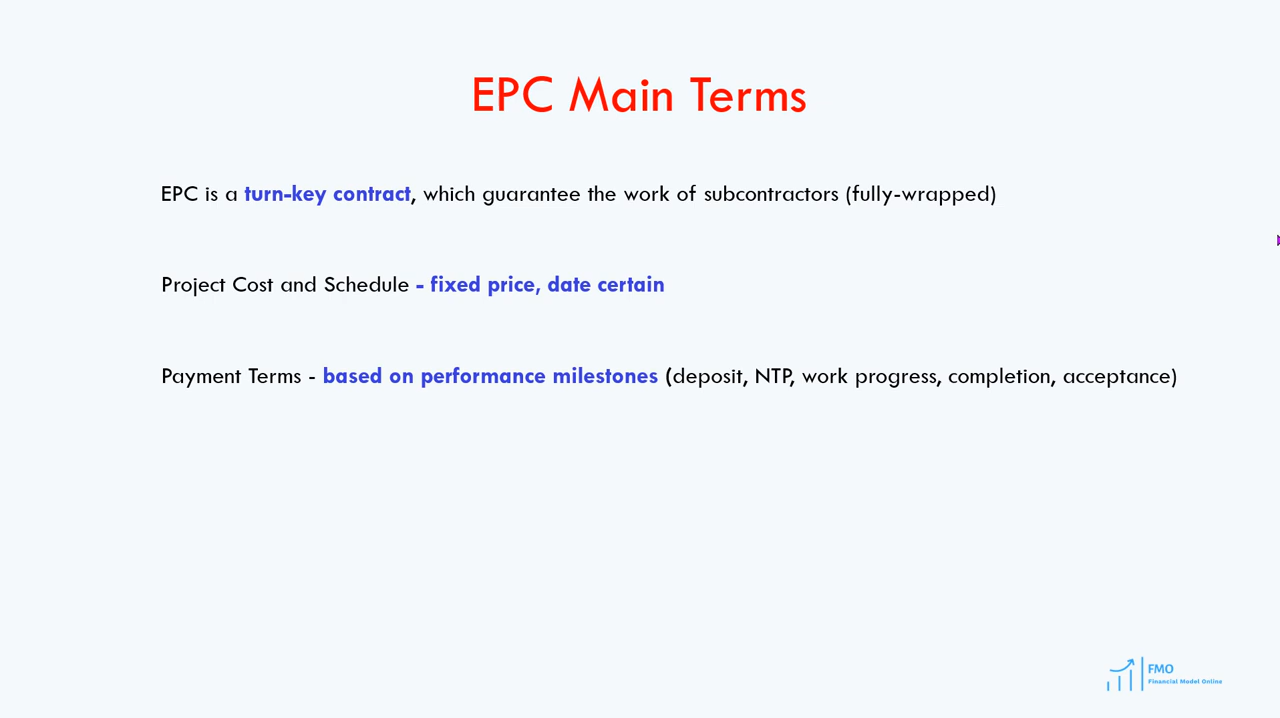 EPC Main Terms
EPC is a turn-key contract, which guarantee the work of subcontractors (fully-wrapped)
Project Cost and Schedule - fixed price, date certain
Payment Terms - based on performance milestones (deposit, NTP, work progress, completion, acceptance)
FMO
Financial Model Online